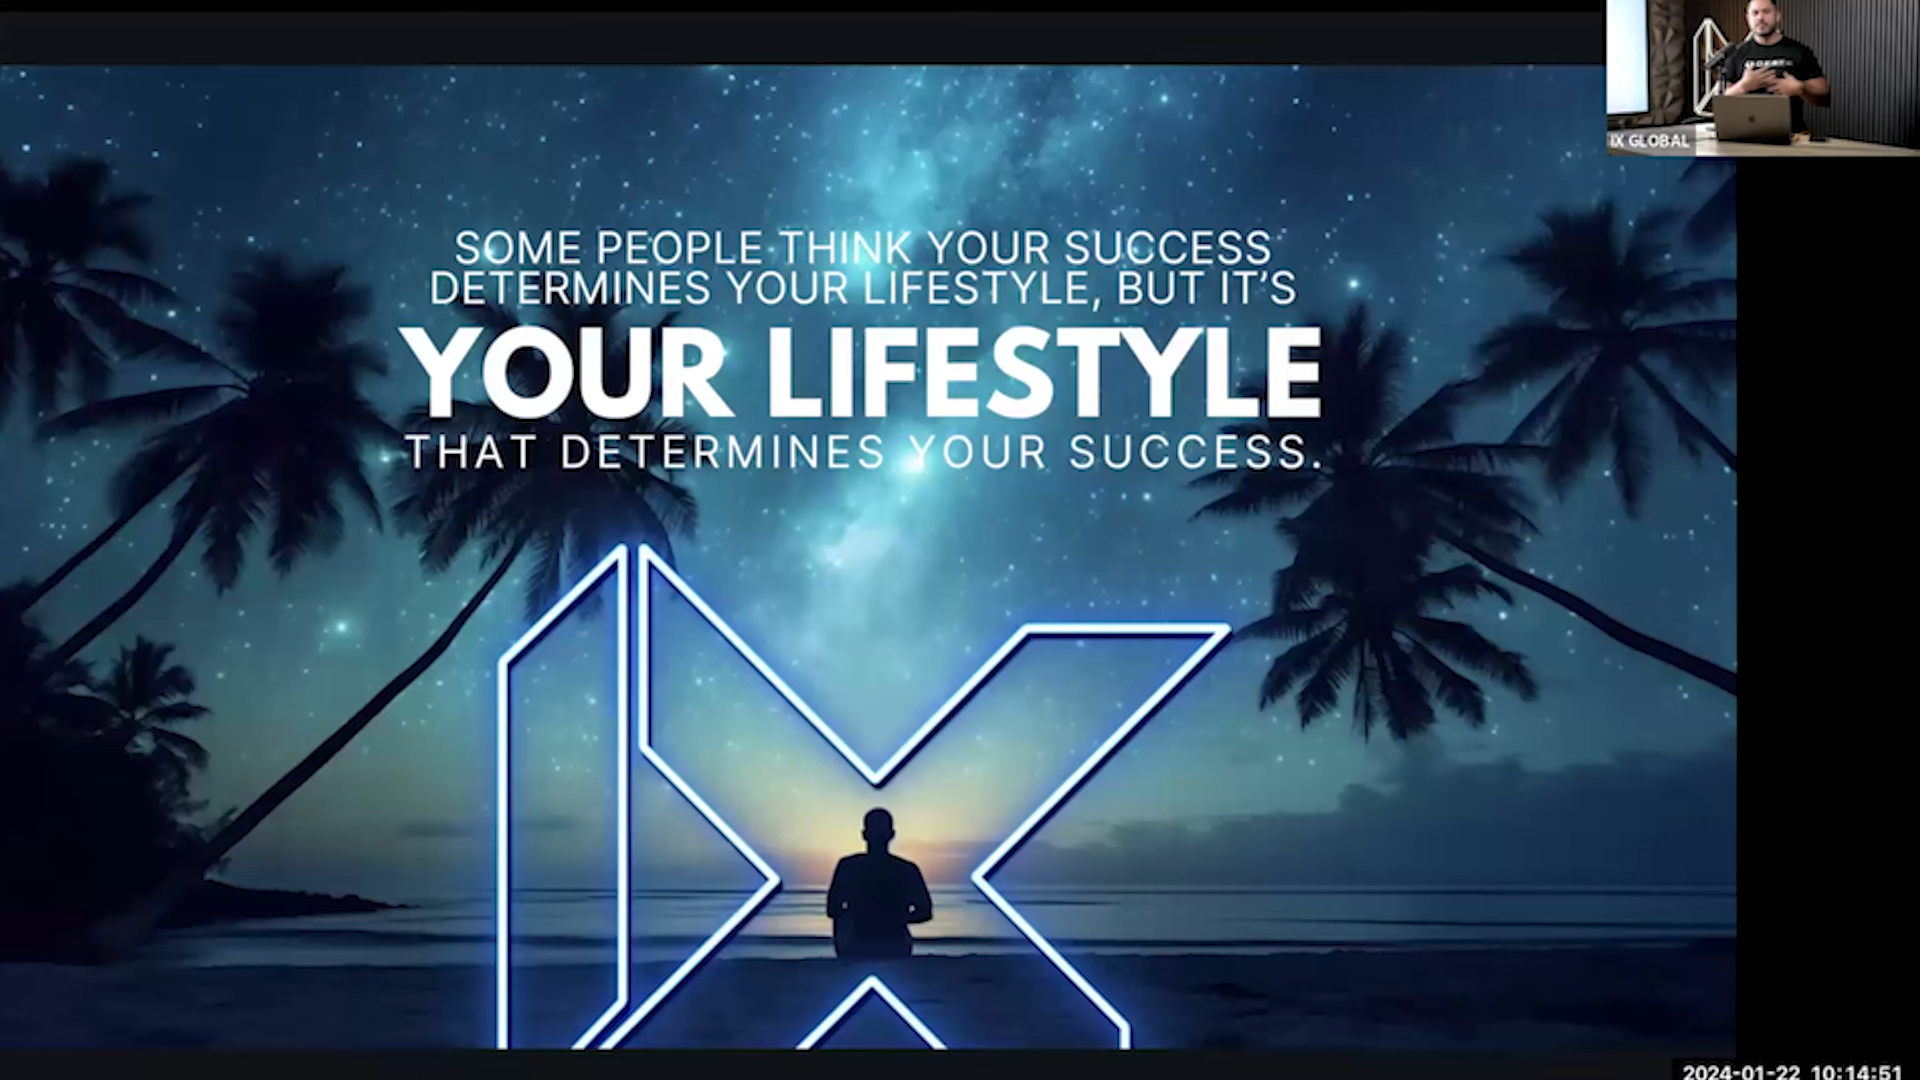 IX GLOBAL
SOME PEOPLE THINK YOUR SUCCESS
DETERMINES YOUR LIFESTYLE, BUT IT'S
YOUR LIFESTYLE
THAT DETERMINES YOUR SUCCESS.
IX
2024-01-22 10:14:51